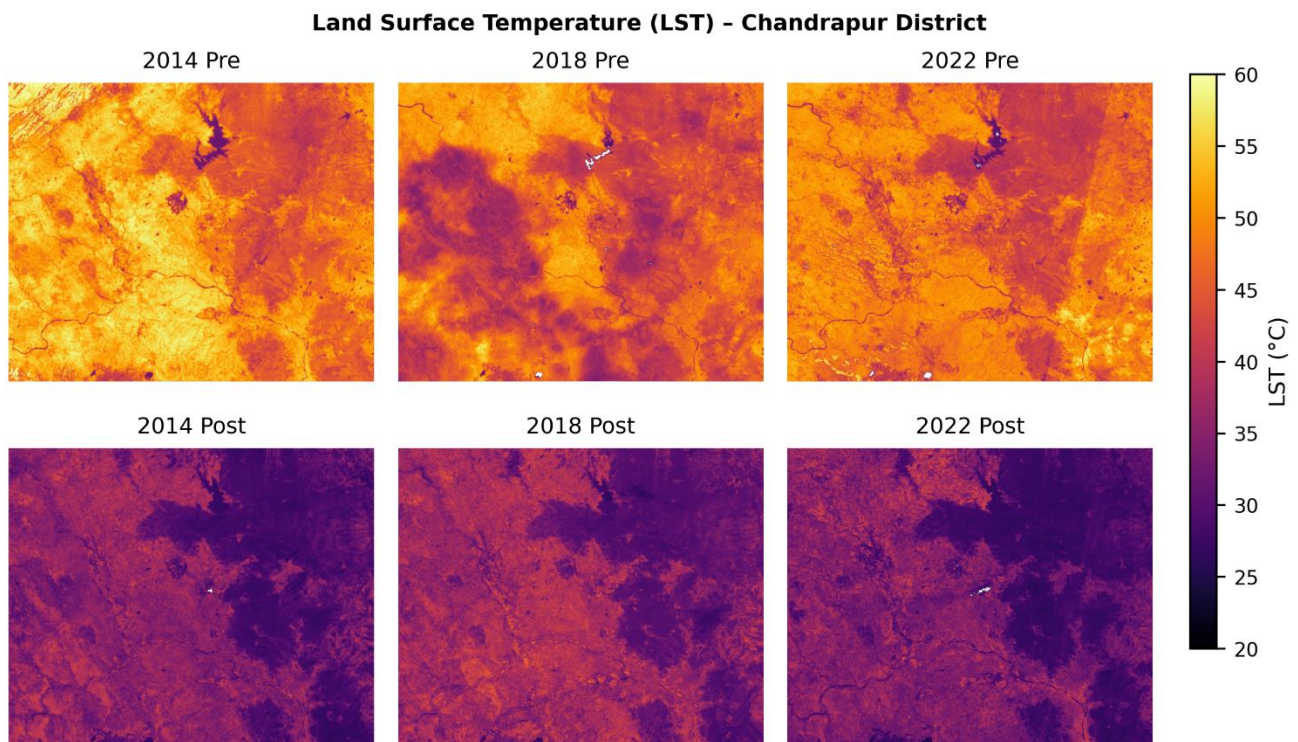 Land Surface Temperature (LST) – Chandrapur District
2014 Pre
2018 Pre
2022 Pre
2014 Post
2018 Post
2022 Post
60
55
50
45
40
35
30
25
20
LST (°C)